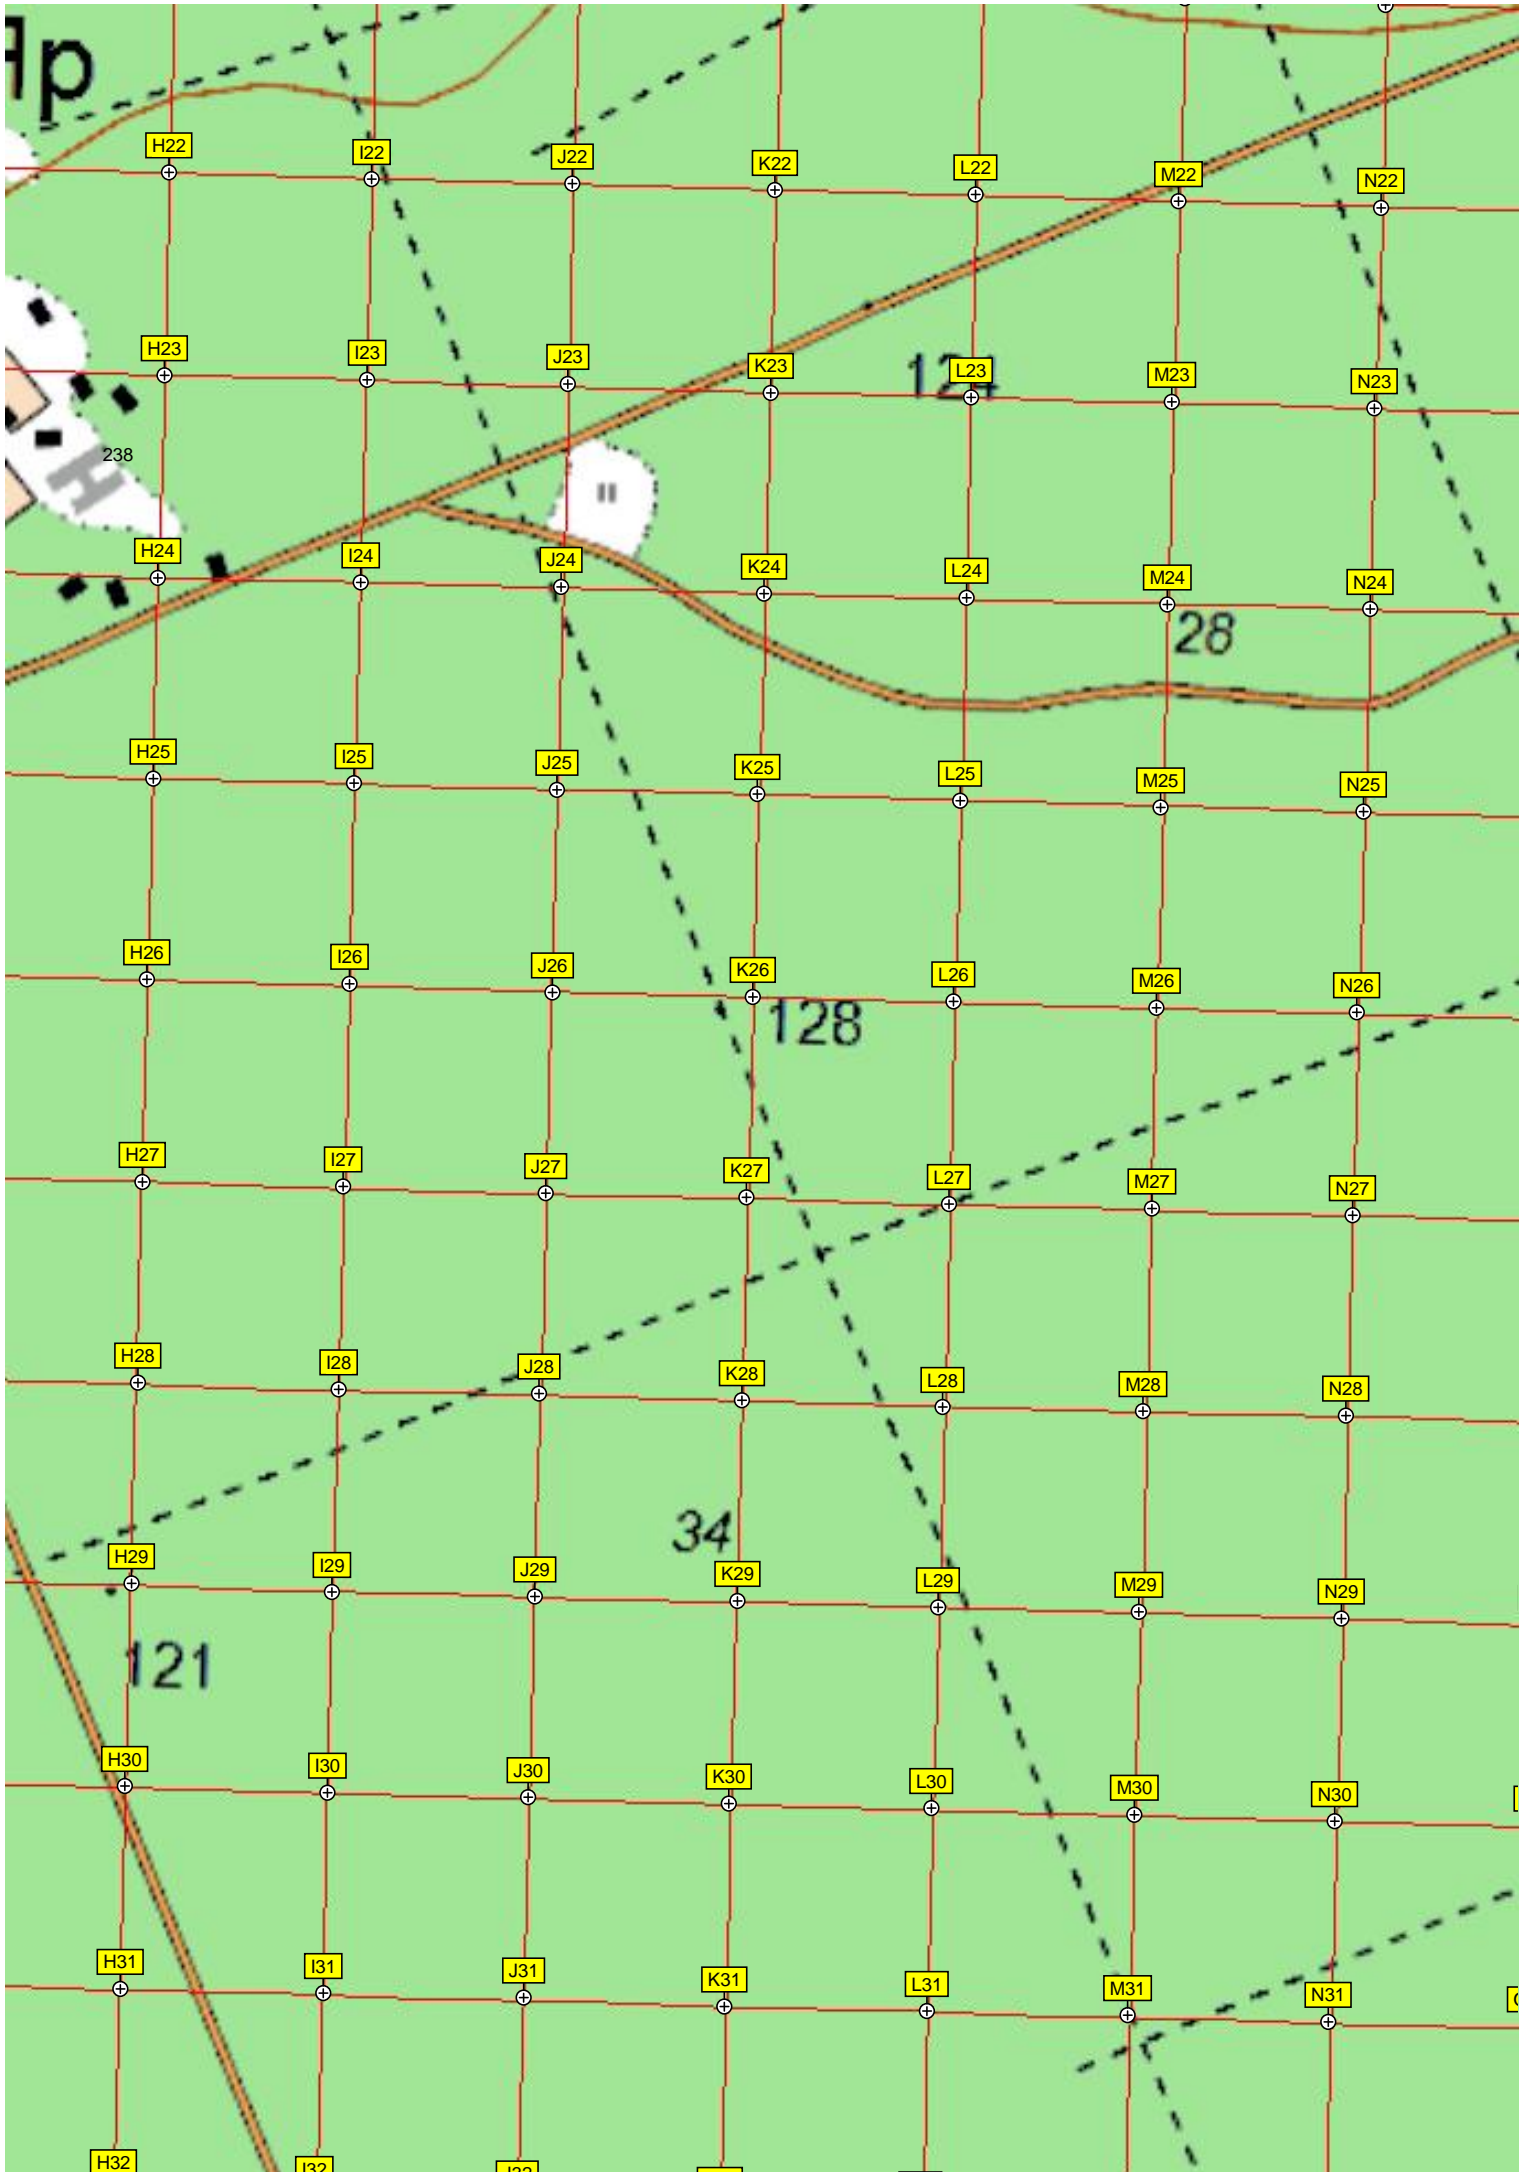 Нр
H22 I22 J22 K22 L22 M22 N22
H23 I23 J23 K23 L23 M23 N23
124
238
H24 I24 J24 K24 L24 M24 N24
28
H25 I25 J25 K25 L25 M25 N25
H26 I26 J26 K26 L26 M26 N26
128
H27 I27 J27 K27 L27 M27 N27
H28 I28 J28 K28 L28 M28 N28
34
H29 I29 J29 K29 L29 M29 N29
121
H30 I30 J30 K30 L30 M30 N30
H31 I31 J31 K31 L31 M31 N31
H32 I32 J32